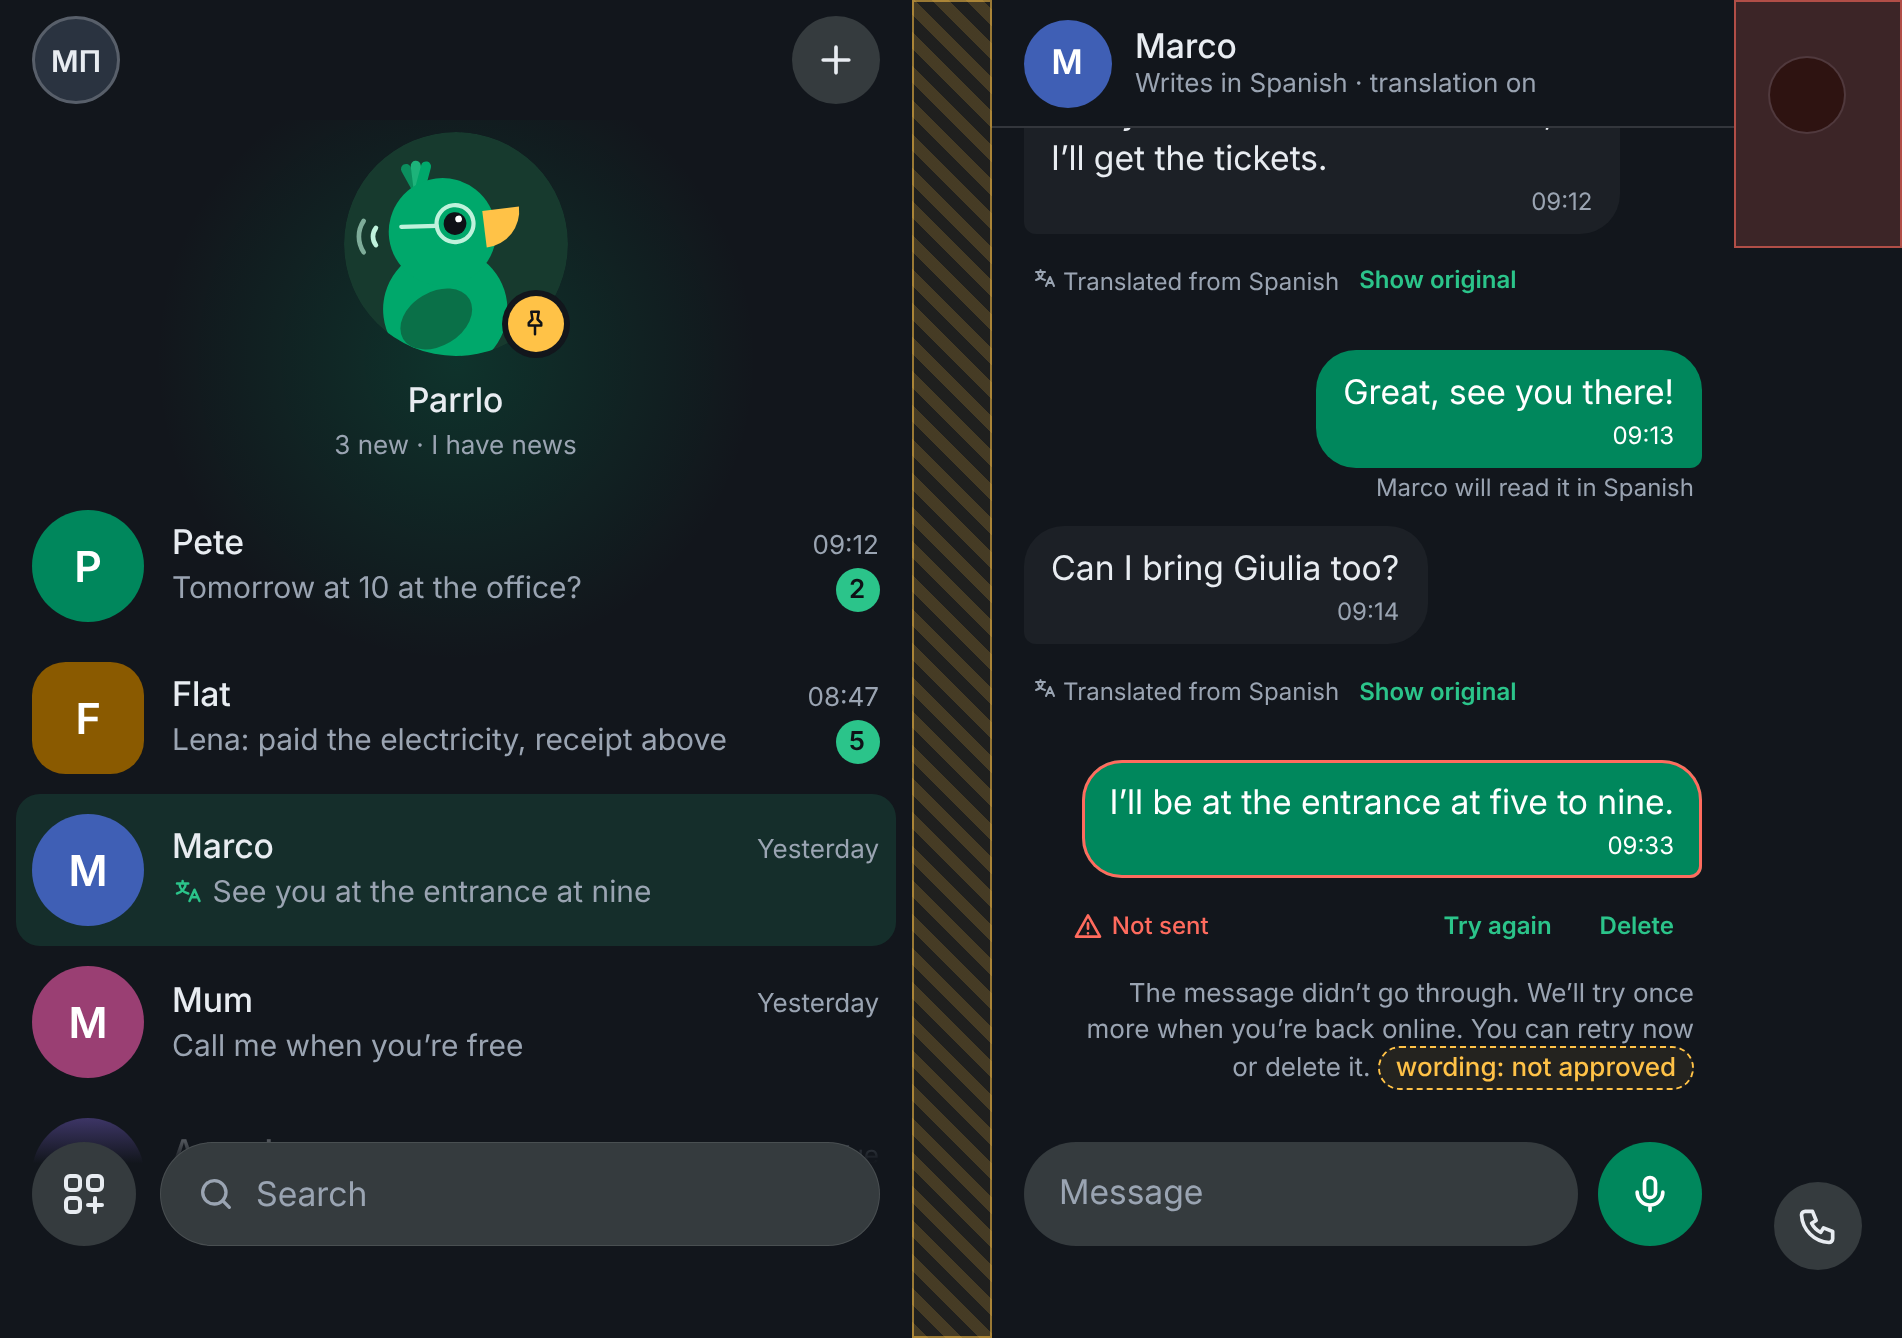 МП
Parrlo
3 new · I have news
P
Pete
09:12
Tomorrow at 10 at the office?
2
F
Flat
08:47
Lena: paid the electricity, receipt above
5
M
Marco
Yesterday
See you at the entrance at nine
M
Mum
Yesterday
Call me when you’re free
Search
M
Marco
Writes in Spanish · translation on
I’ll get the tickets.
09:12
Translated from Spanish Show original
Great, see you there!
09:13
Marco will read it in Spanish
Can I bring Giulia too?
09:14
Translated from Spanish Show original
I’ll be at the entrance at five to nine.
09:33
Not sent Try again Delete
The message didn’t go through. We’ll try once
more when you’re back online. You can retry now
or delete it. wording: not approved
Message